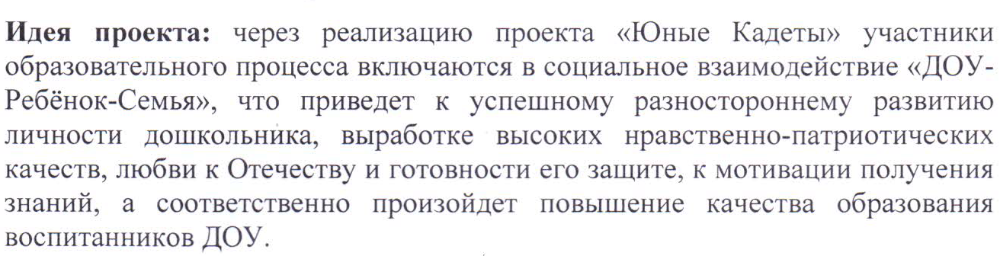 Идея проекта: через реализацию проекта «Юные Кадеты» участники
образовательного процесса включаются в социальное взаимодействие «ДОУ-
Ребёнок-Семья», что приведет к успешному разностороннему развитию
личности дошкольника, выработке высоких нравственно-патриотических
качеств, любви к Отечеству и готовности его защите, к мотивации получения
знаний, а соответственно произойдет повышение качества образования
воспитанников ДОУ.